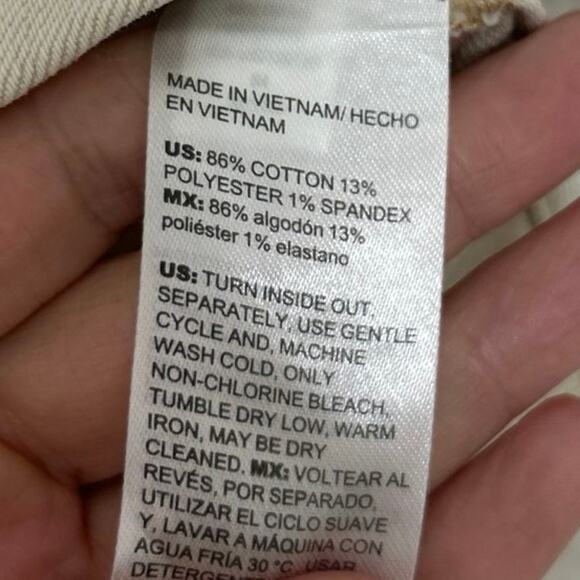 MADE IN VIETNAM/ HECHO
EN VIETNAM
US: 86% COTTON 13%
POLYESTER 1% SPANDEX
MX: 86% algodón 13%
poliéster 1% elastano
US: TURN INSIDE OUT,
SEPARATELY, USE GENTLE
CYCLE AND, MACHINE
WASH COLD, ONLY
NON-CHLORINE BLEACH,
TUMBLE DRY LOW, WARM
IRON, MAY BE DRY
CLEANED. MX: VOLTEAR AL
REVÉS, POR SEPARADO,
UTILIZAR EL CICLO SUAVE
Y, LAVAR A MÁQUINA CON
AGUA FRÍA 30 °C, USAR